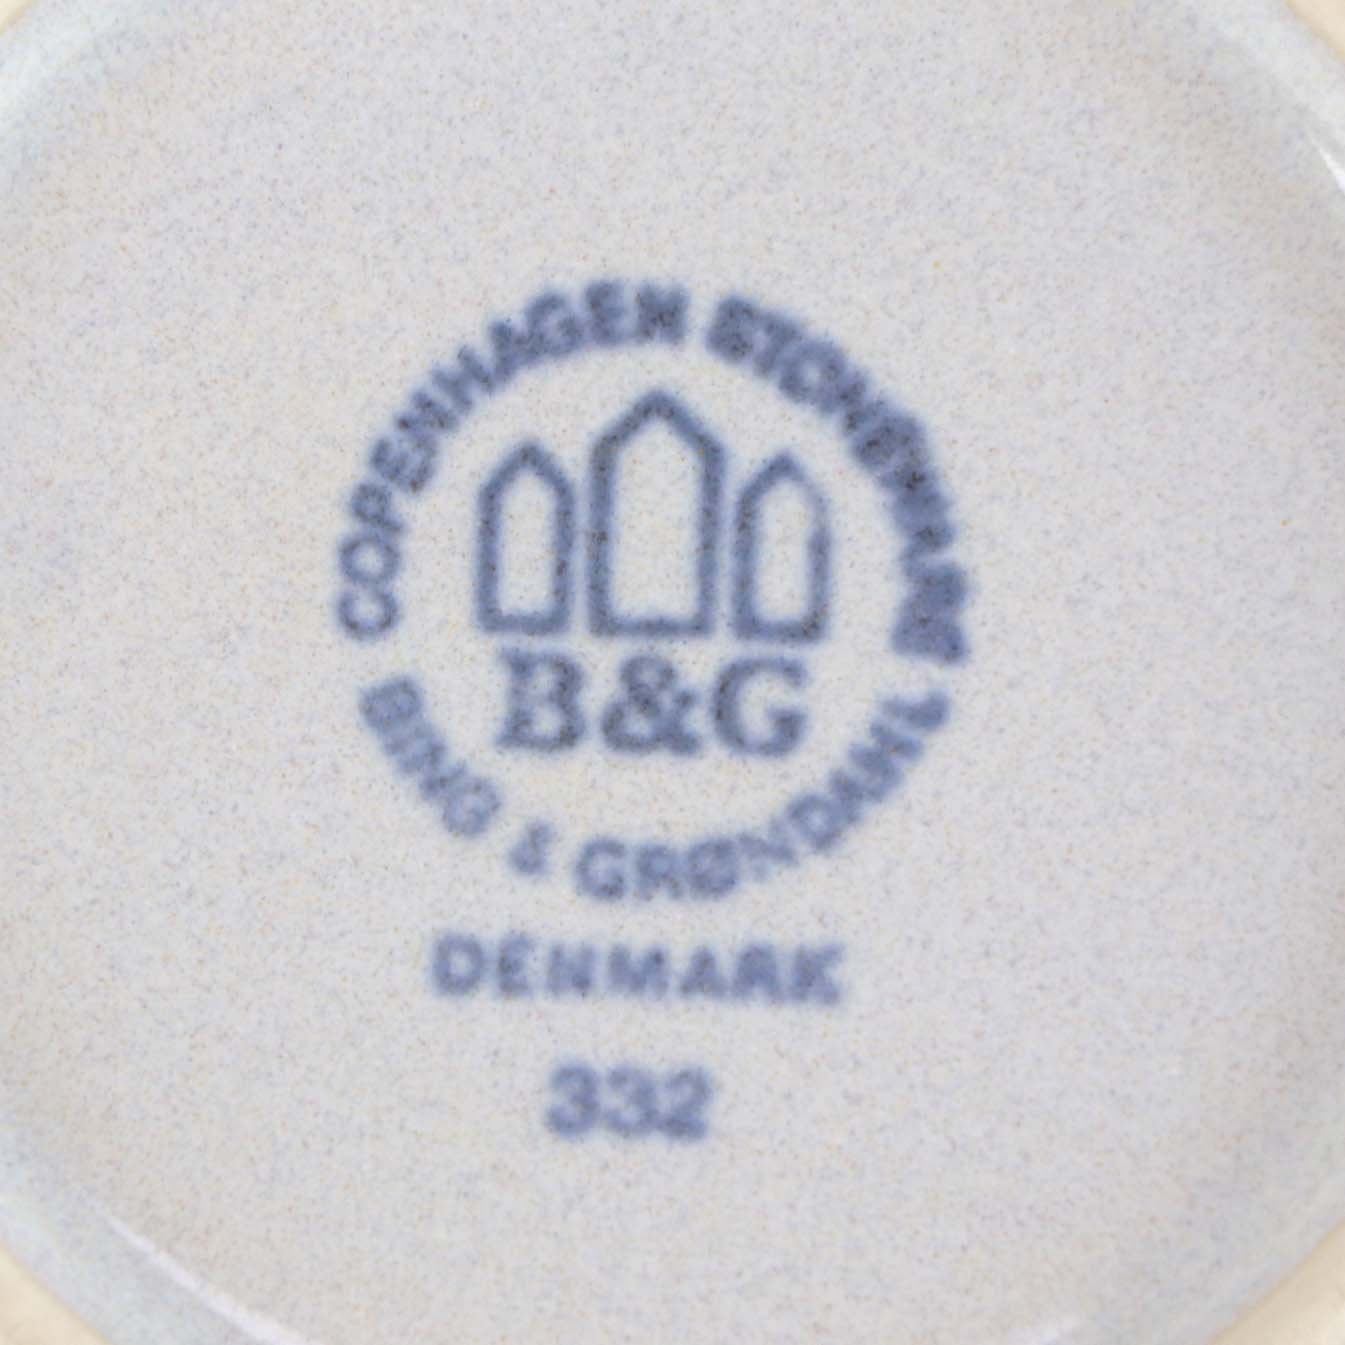 COPENHAGEN STONEWARE
B&G
BING & GRØNDAHL
DENMARK
332